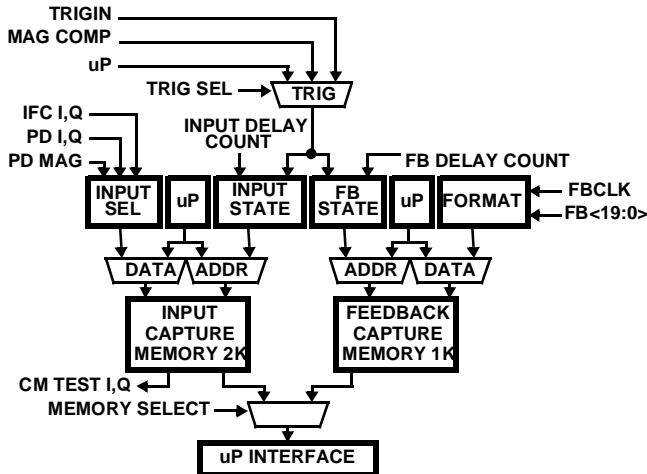 TRIGIN
MAG COMP
uP
TRIG SEL
TRIG
IFC I,Q
PD I,Q
PD MAG
INPUT DELAY
COUNT
FB DELAY COUNT
INPUT
SEL
uP
INPUT
STATE
FB
STATE
uP
FORMAT
FBCLK
FB<19:0>
DATA
ADDR
ADDR
DATA
INPUT
CAPTURE
MEMORY 2K
FEEDBACK
CAPTURE
MEMORY 1K
CM TEST I,Q
MEMORY SELECT
uP INTERFACE